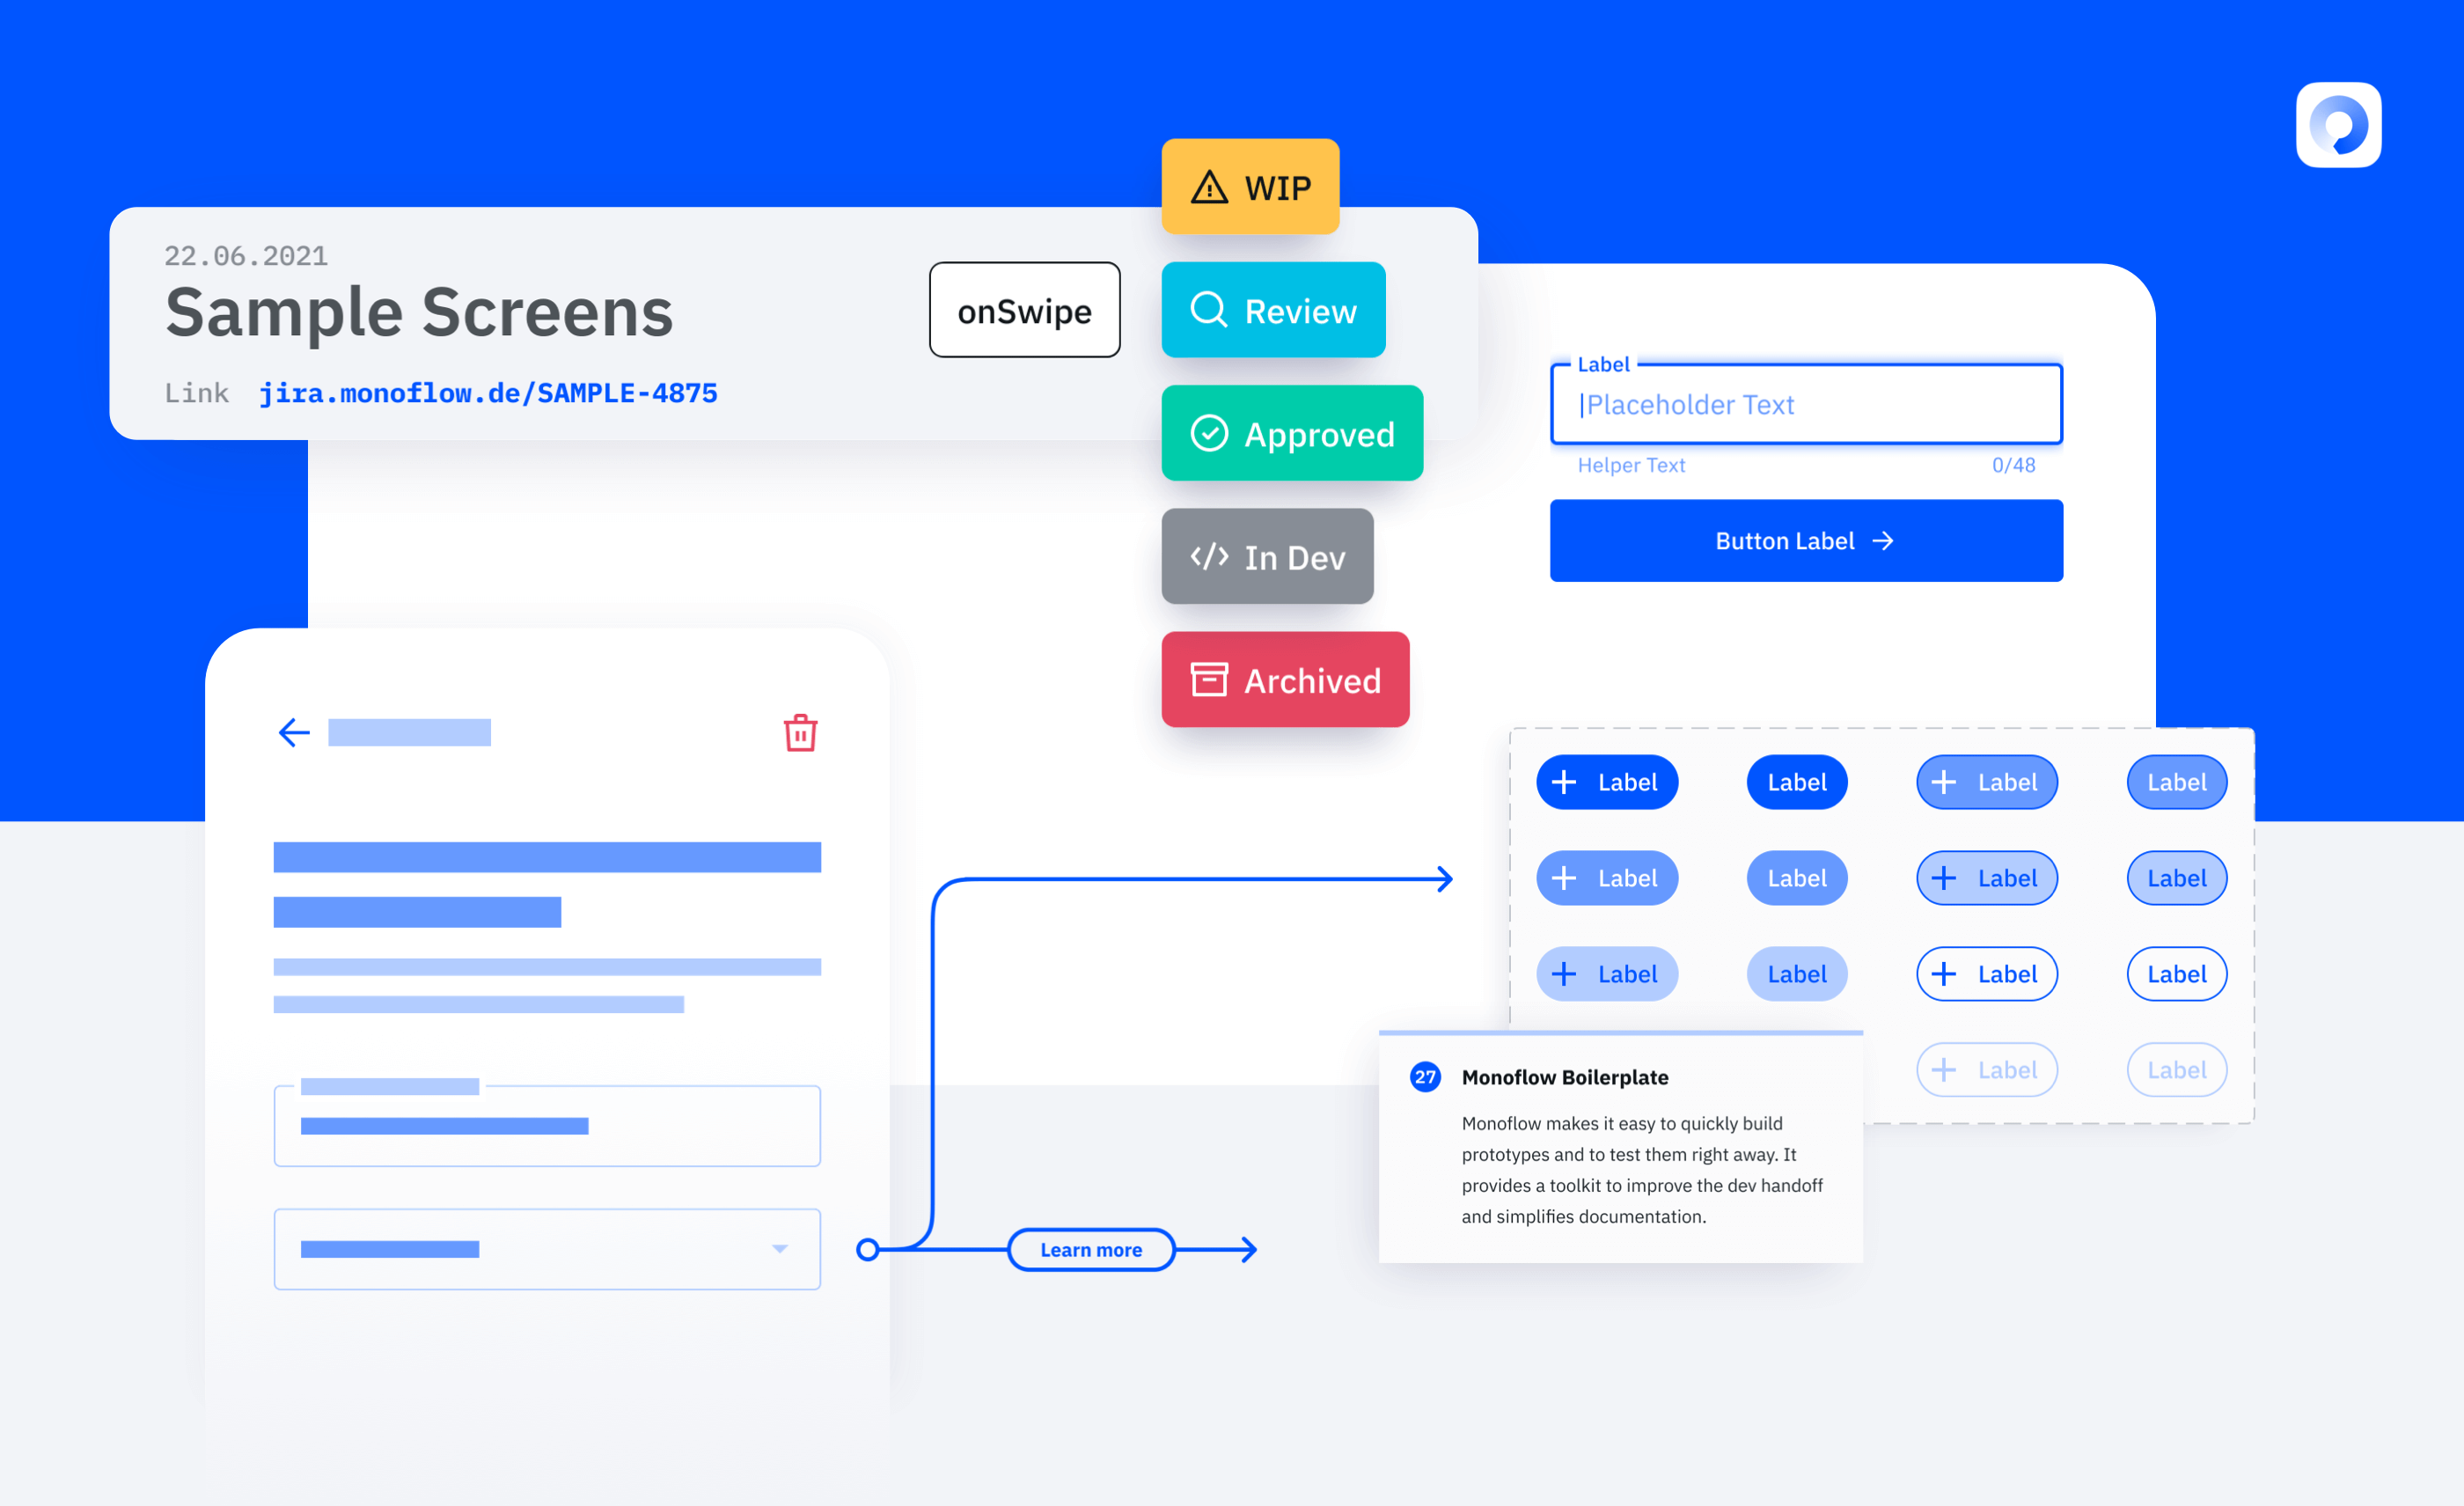 22.06.2021
Sample Screens
Link jira.monoflow.de/SAMPLE-4875
onSwipe
WIP
Review
Approved
In Dev
Archived
Label
Placeholder Text
Helper Text 0/48
Button Label
Label Label Label Label
Label Label Label Label
Label Label Label Label
Label Label
Learn more
27 Monoflow Boilerplate
Monoflow makes it easy to quickly build
prototypes and to test them right away. It
provides a toolkit to improve the dev handoff
and simplifies documentation.